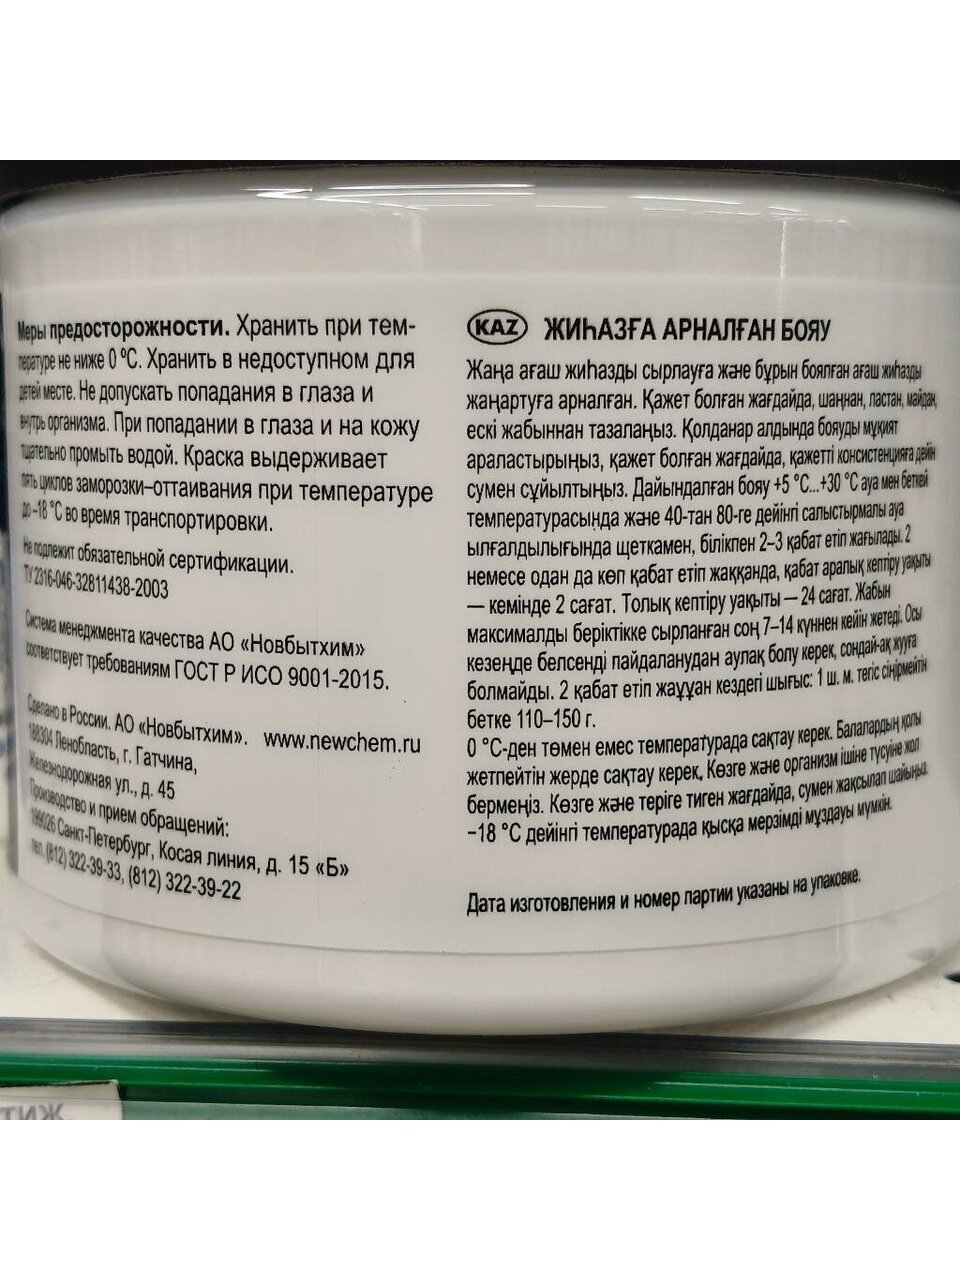 Меры предосторожности. Хранить при тем-
пературе не ниже 0 ºС. Хранить в недоступном для
детей месте. Не допускать попадания в глаза и
внутрь организма. При попадании в глаза и на кожу
тщательно промыть водой. Краска выдерживает
пять циклов заморозки–оттаивания при температуре
до –18 °С во время транспортировки.
Не подлежит обязательной сертификации.
ТУ 2316-046-32811438-2003
Система менеджмента качества АО «Новбытхим»
соответствует требованиям ГОСТ Р ИСО 9001-2015.
Сделано в России. АО «Новбытхим». www.newchem.ru
188304 Ленобласть, г. Гатчина,
Железнодорожная ул., д. 45
Производство и прием обращений:
199026 Санкт-Петербург, Косая линия, д. 15 «Б»
тел. (812) 322-39-33, (812) 322-39-22
KAZ ЖИҺАЗҒА АРНАЛҒАН БОЯУ
Жаңа ағаш жиһазды сырлауға және бұрын боялған ағаш жиһазды
жаңартуға арналған. Қажет болған жағдайда, шаңнан, ластан, майдан,
ескі жабыннан тазалаңыз. Қолданар алдында бояуды мұқият
араластырыңыз, қажет болған жағдайда, қажетті консистенцияға дейін
сумен сұйылтыңыз. Дайындалған бояу +5 °С...+30 °С ауа мен беткей
температурасында және 40-тан 80-ге дейінгі салыстырмалы ауа
ылғалдылығында щеткамен, білікпен 2–3 қабат етіп жағылады. 2
немесе одан да көп қабат етіп жаққанда, қабат аралық кептіру уақыты
— кемінде 2 сағат. Толық кептіру уақыты — 24 сағат. Жабын
максималды беріктікке сырланған соң 7–14 күннен кейін жетеді. Осы
кезеңде белсенді пайдаланудан аулақ болу керек, сондай-ақ жууға
болмайды. 2 қабат етіп жаұұан кездегі шығыс: 1 ш. м. тегіс сіңірмейтін
бетке 110–150 г.
0 °С-ден төмен емес температурада сақтау керек. Балалардың қолы
жетпейтін жерде сақтау керек, Көзге және организм ішіне түсуіне жол
бермеңіз. Көзге және теріге тиген жағдайда, сумен жақсылап шайыңыз.
–18 °С дейінгі температурада қысқа мерзімді мұздауы мүмкін.
Дата изготовления и номер партии указаны на упаковке.